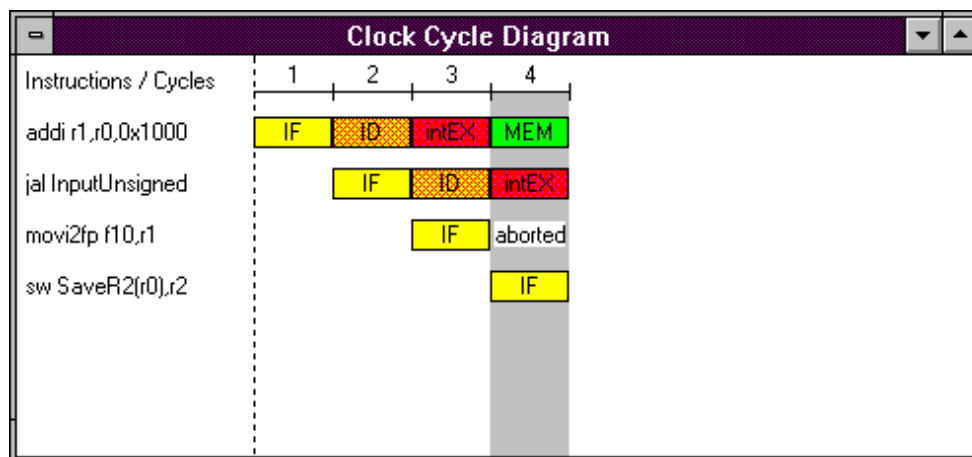 Clock Cycle Diagram
Instructions / Cycles 1 2 3 4
addi r1,r0,0x1000 IF ID intEX MEM
jal InputUnsigned IF ID intEX
movi2fp f10,r1 IF aborted
sw SaveR2(r0),r2 IF